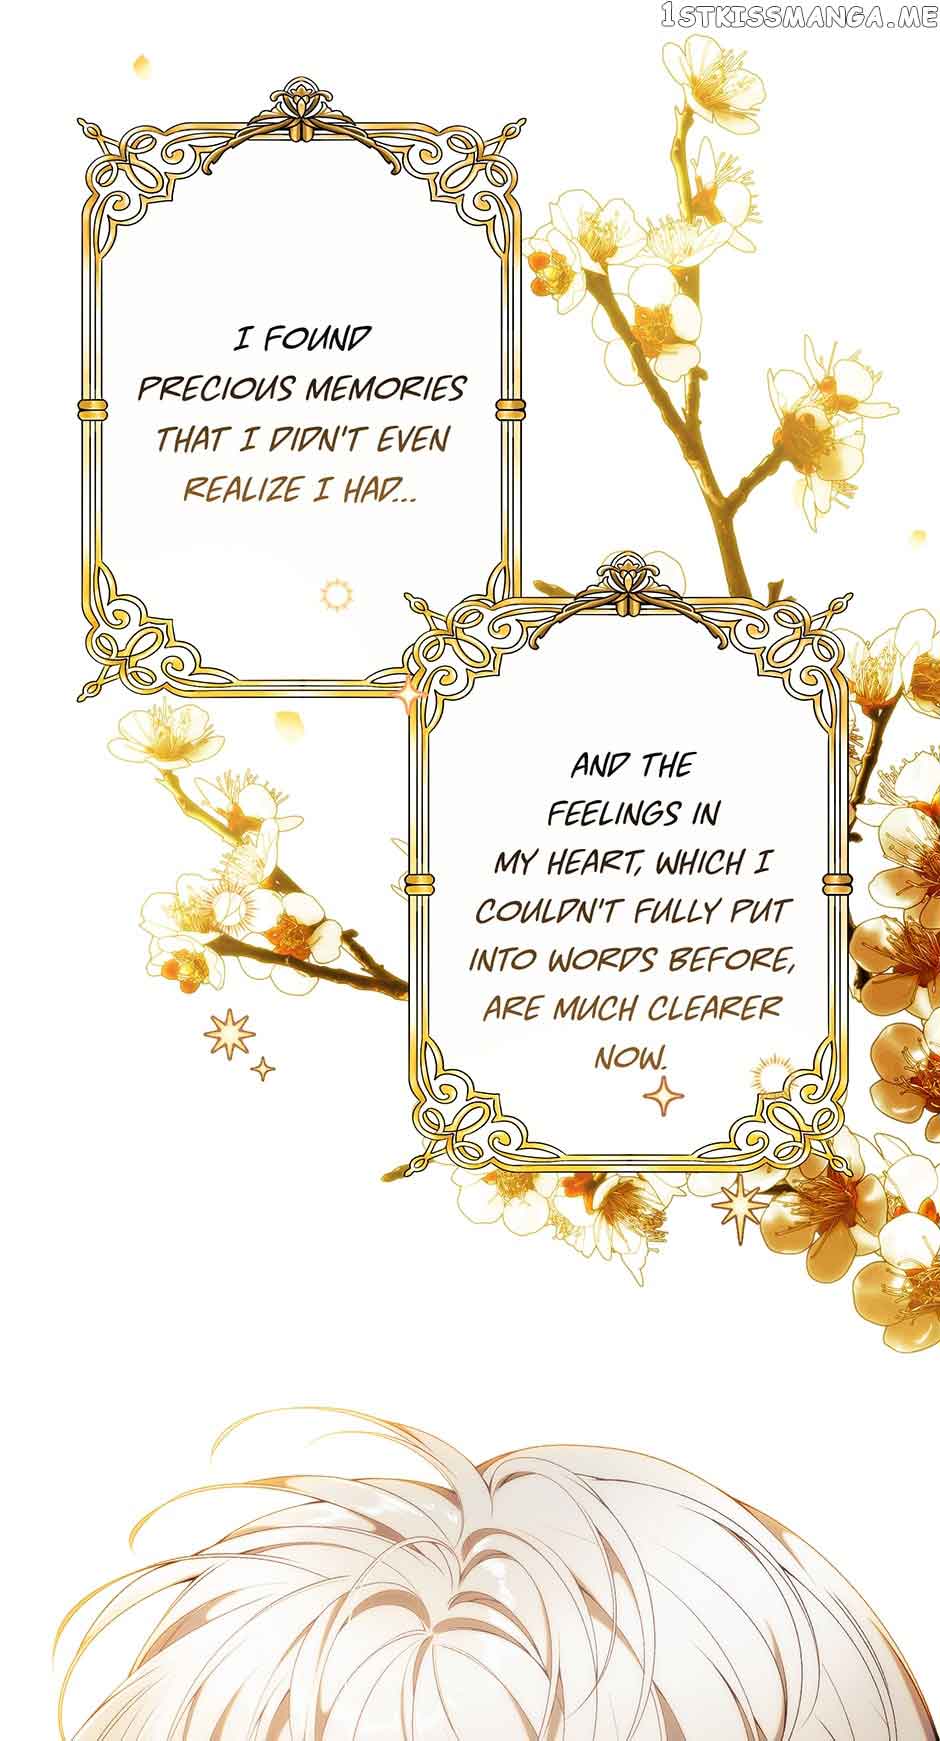 1STKISSMANGA.ME
I FOUND
PRECIOUS MEMORIES
THAT I DIDN'T EVEN
REALIZE I HAD...
AND THE
FEELINGS IN
MY HEART, WHICH I
COULDN'T FULLY PUT
INTO WORDS BEFORE,
ARE MUCH CLEARER
NOW.